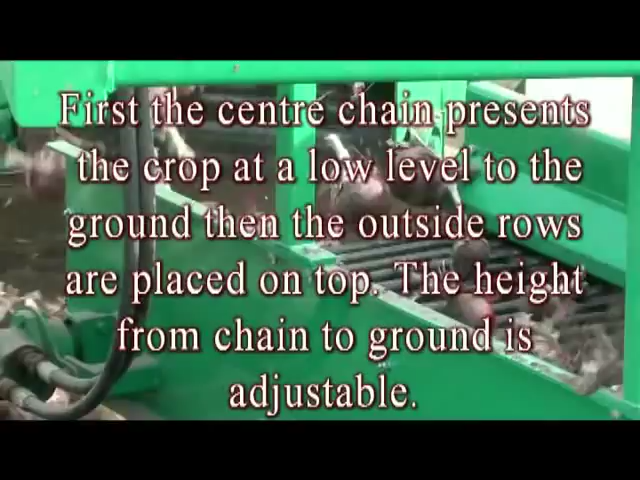 First the centre chain presents
the crop at a low level to the
ground then the outside rows
are placed on top. The height
from chain to ground is
adjustable.